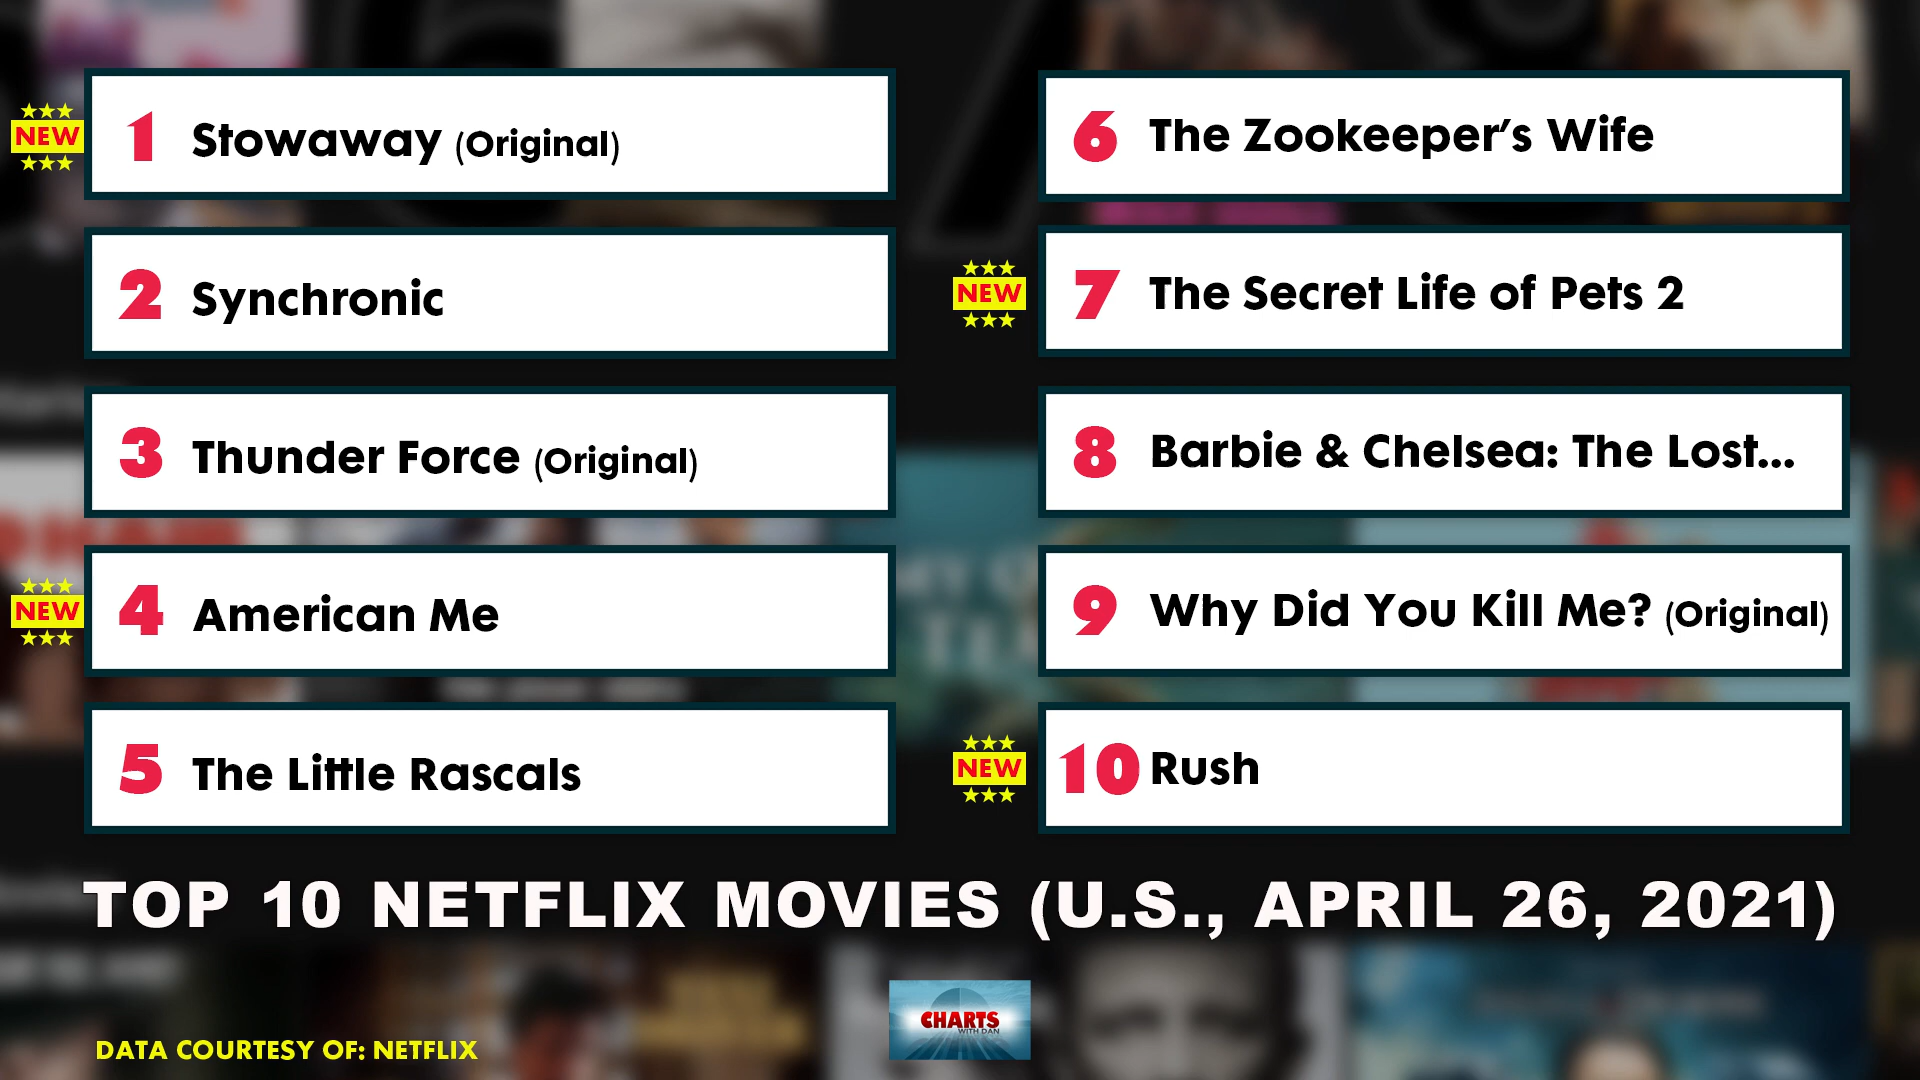 ★★★
NEW
★★★
1 Stowaway (Original)
2 Synchronic
3 Thunder Force (Original)
★★★
NEW
★★★
4 American Me
5 The Little Rascals
6 The Zookeeper's Wife
★★★
NEW
★★★
7 The Secret Life of Pets 2
8 Barbie & Chelsea: The Lost...
9 Why Did You Kill Me? (Original)
★★★
NEW
★★★
10 Rush
TOP 10 NETFLIX MOVIES (U.S., APRIL 26, 2021)
CHARTS
WITH DAN
DATA COURTESY OF: NETFLIX